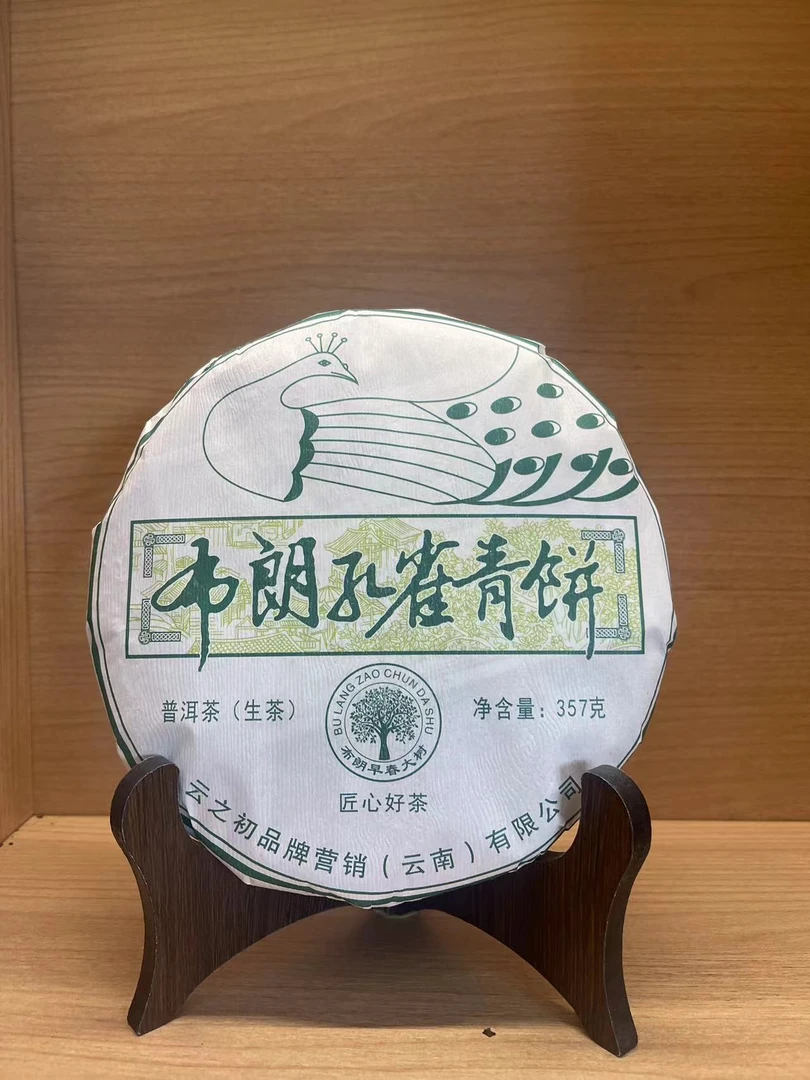 布朗孔雀青饼
普洱茶（生茶）
BU LANG ZAO CHUN DA SHU
布朗早春大树
净含量：357克
匠心好茶
云之初品牌营销（云南）有限公司